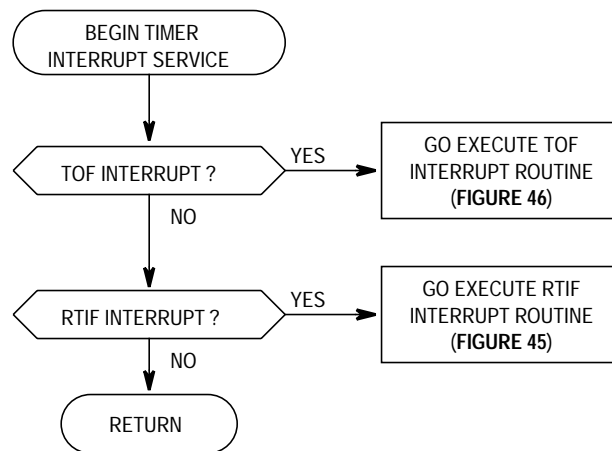 BEGIN TIMER
INTERRUPT SERVICE
TOF INTERRUPT ?
YES
GO EXECUTE TOF
INTERRUPT ROUTINE
(FIGURE 46)
NO
RTIF INTERRUPT ?
YES
GO EXECUTE RTIF
INTERRUPT ROUTINE
(FIGURE 45)
NO
RETURN